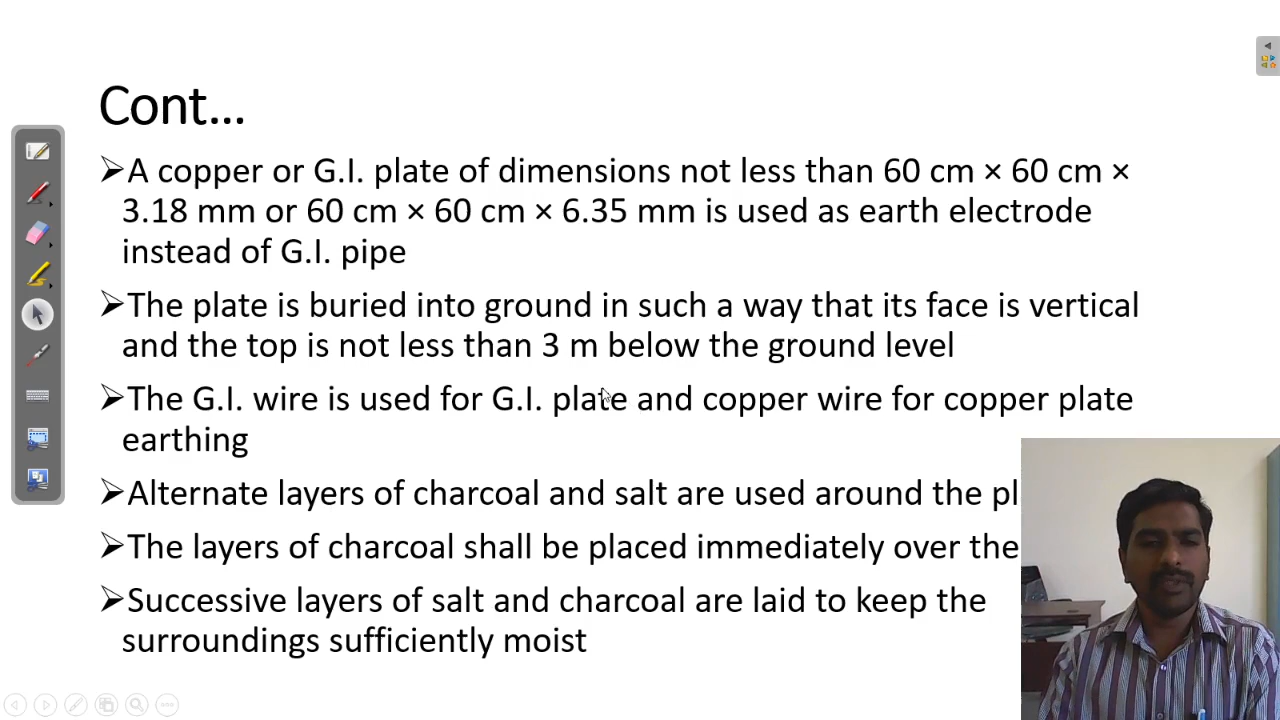 Cont...
➢A copper or G.I. plate of dimensions not less than 60 cm × 60 cm ×
3.18 mm or 60 cm × 60 cm × 6.35 mm is used as earth electrode
instead of G.I. pipe
➢The plate is buried into ground in such a way that its face is vertical
and the top is not less than 3 m below the ground level
➢The G.I. wire is used for G.I. plate and copper wire for copper plate
earthing
➢Alternate layers of charcoal and salt are used around the pl
➢The layers of charcoal shall be placed immediately over the
➢Successive layers of salt and charcoal are laid to keep the
surroundings sufficiently moist